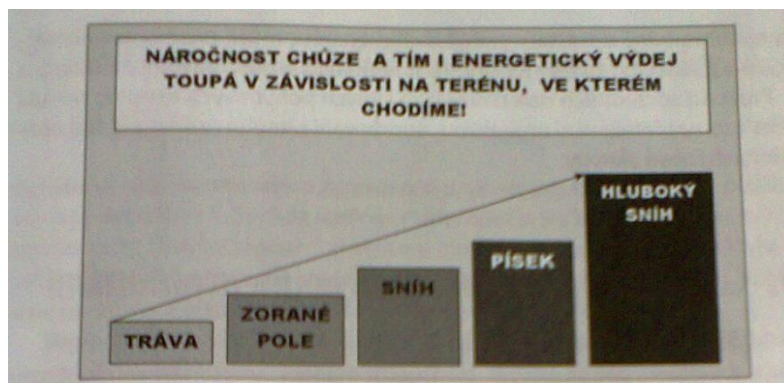 NÁROČNOST CHŮZE A TÍM I ENERGETICKÝ VÝDEJ
TOUPÁ V ZÁVISLOSTI NA TERÉNU, VE KTERÉM
CHODÍME!
TRÁVA
ZORANÉ
POLE
SNÍH
PÍSEK
HLUBOKÝ
SNÍH